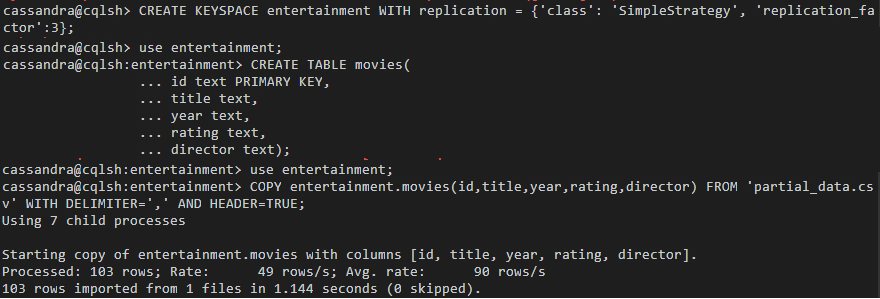 cassandra@cqlsh> CREATE KEYSPACE entertainment WITH replication = {'class': 'SimpleStrategy', 'replication_fa
ctor':3};
cassandra@cqlsh> use entertainment;
cassandra@cqlsh:entertainment> CREATE TABLE movies(
... id text PRIMARY KEY,
... title text,
... year text,
... rating text,
... director text);
cassandra@cqlsh:entertainment> use entertainment;
cassandra@cqlsh:entertainment> COPY entertainment.movies(id,title,year,rating,director) FROM 'partial_data.cs
v' WITH DELIMITER=',' AND HEADER=TRUE;
Using 7 child processes
Starting copy of entertainment.movies with columns [id, title, year, rating, director].
Processed: 103 rows; Rate:      49 rows/s; Avg. rate:      90 rows/s
103 rows imported from 1 files in 1.144 seconds (0 skipped).